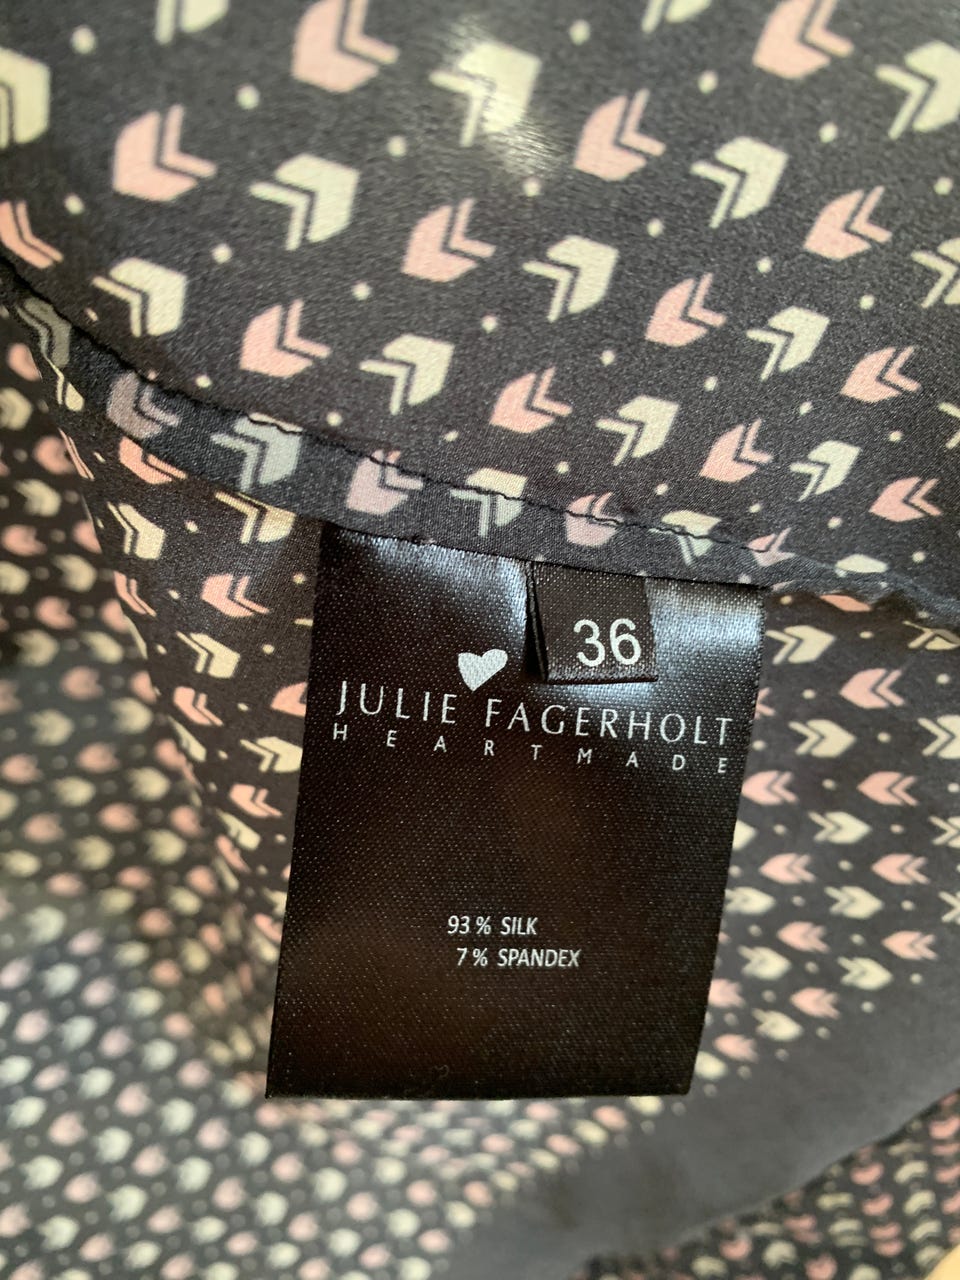 36
JULIE FAGERHOLT
HEARTMADE
93% SILK
7% SPANDEX